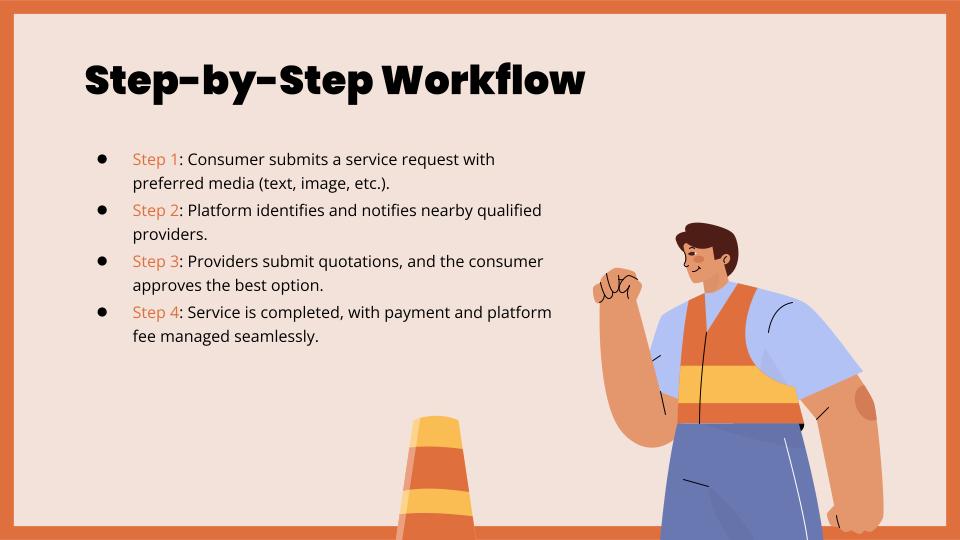 Step-by-Step Workflow
● Step 1: Consumer submits a service request with
preferred media (text, image, etc.).
● Step 2: Platform identifies and notifies nearby qualified
providers.
● Step 3: Providers submit quotations, and the consumer
approves the best option.
● Step 4: Service is completed, with payment and platform
fee managed seamlessly.